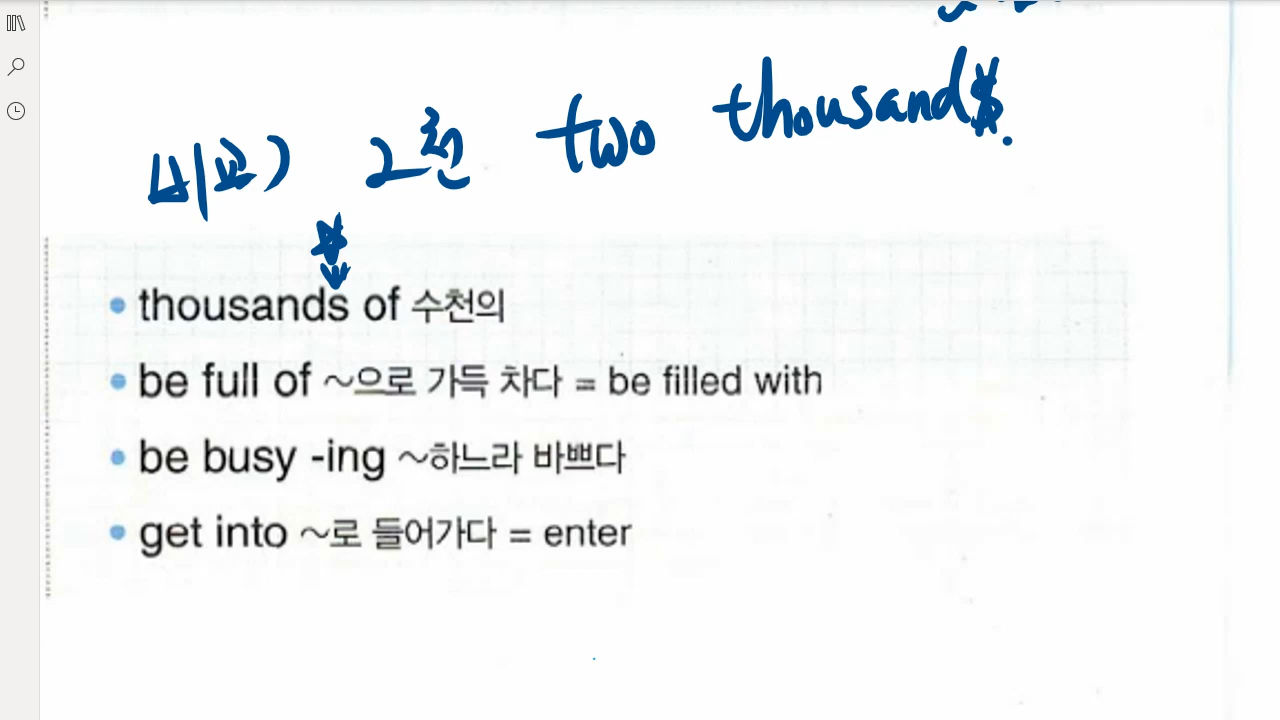 비교) 2천 two thousands.
• thousands of 수천의
• be full of ~으로 가득 차다 = be filled with
• be busy -ing ~하느라 바쁘다
• get into ~로 들어가다 = enter